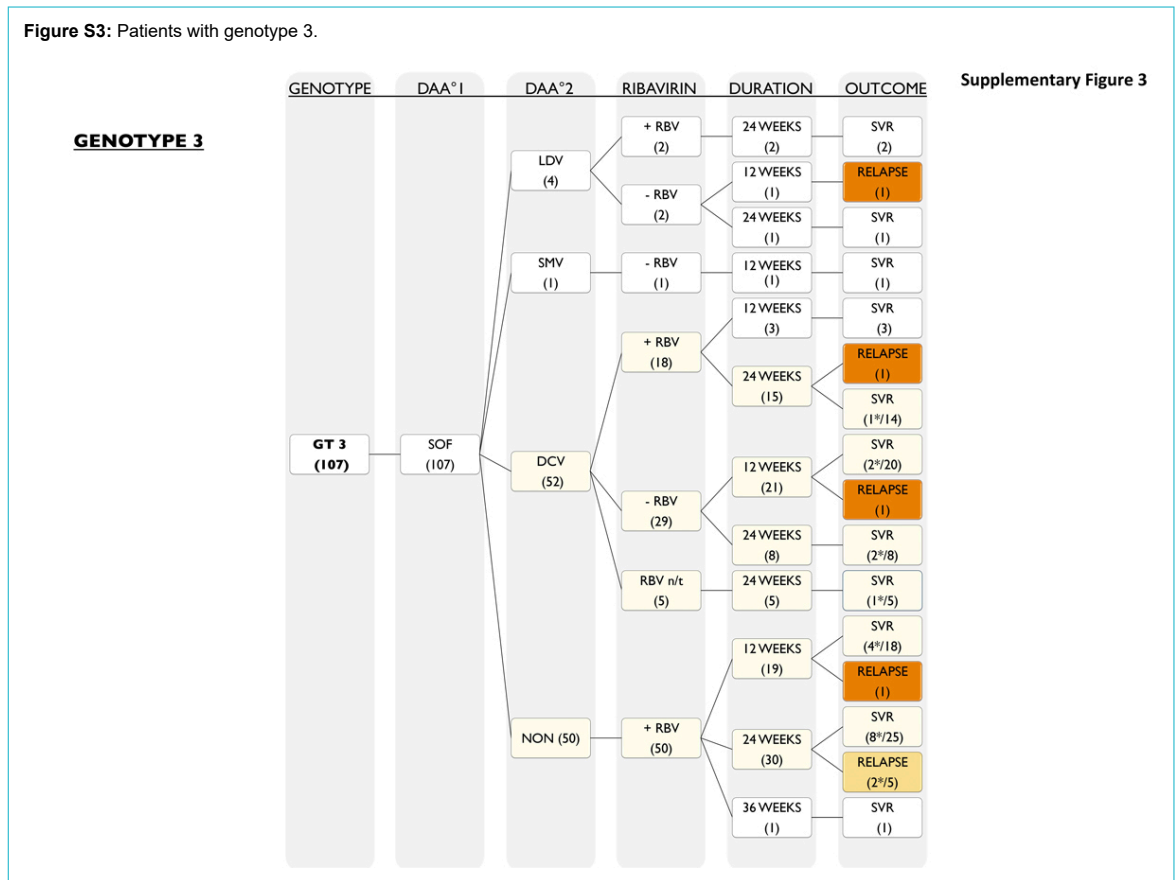 Figure S3: Patients with genotype 3.
Supplementary Figure 3
GENOTYPE DAA°1 DAA°2 RIBAVIRIN DURATION OUTCOME
GENOTYPE 3
+ RBV
(2)
24 WEEKS
(2)
SVR
(2)
LDV
(4)
12 WEEKS
(1)
RELAPSE
(1)
- RBV
(2)
24 WEEKS
(1)
SVR
(1)
SMV
(1)
- RBV
(1)
12 WEEKS
(1)
SVR
(1)
12 WEEKS
(3)
SVR
(3)
+ RBV
(18)
RELAPSE
(1)
24 WEEKS
(15)
SVR
(1*/14)
GT 3
(107)
SOF
(107)
DCV
(52)
SVR
(2*/20)
12 WEEKS
(21)
RELAPSE
(1)
- RBV
(29)
24 WEEKS
(8)
SVR
(2*/8)
RBV n/t
(5)
24 WEEKS
(5)
SVR
(1*/5)
SVR
(4*/18)
12 WEEKS
(19)
RELAPSE
(1)
NON (50)
+ RBV
(50)
SVR
(8*/25)
24 WEEKS
(30)
RELAPSE
(2*/5)
36 WEEKS
(1)
SVR
(1)